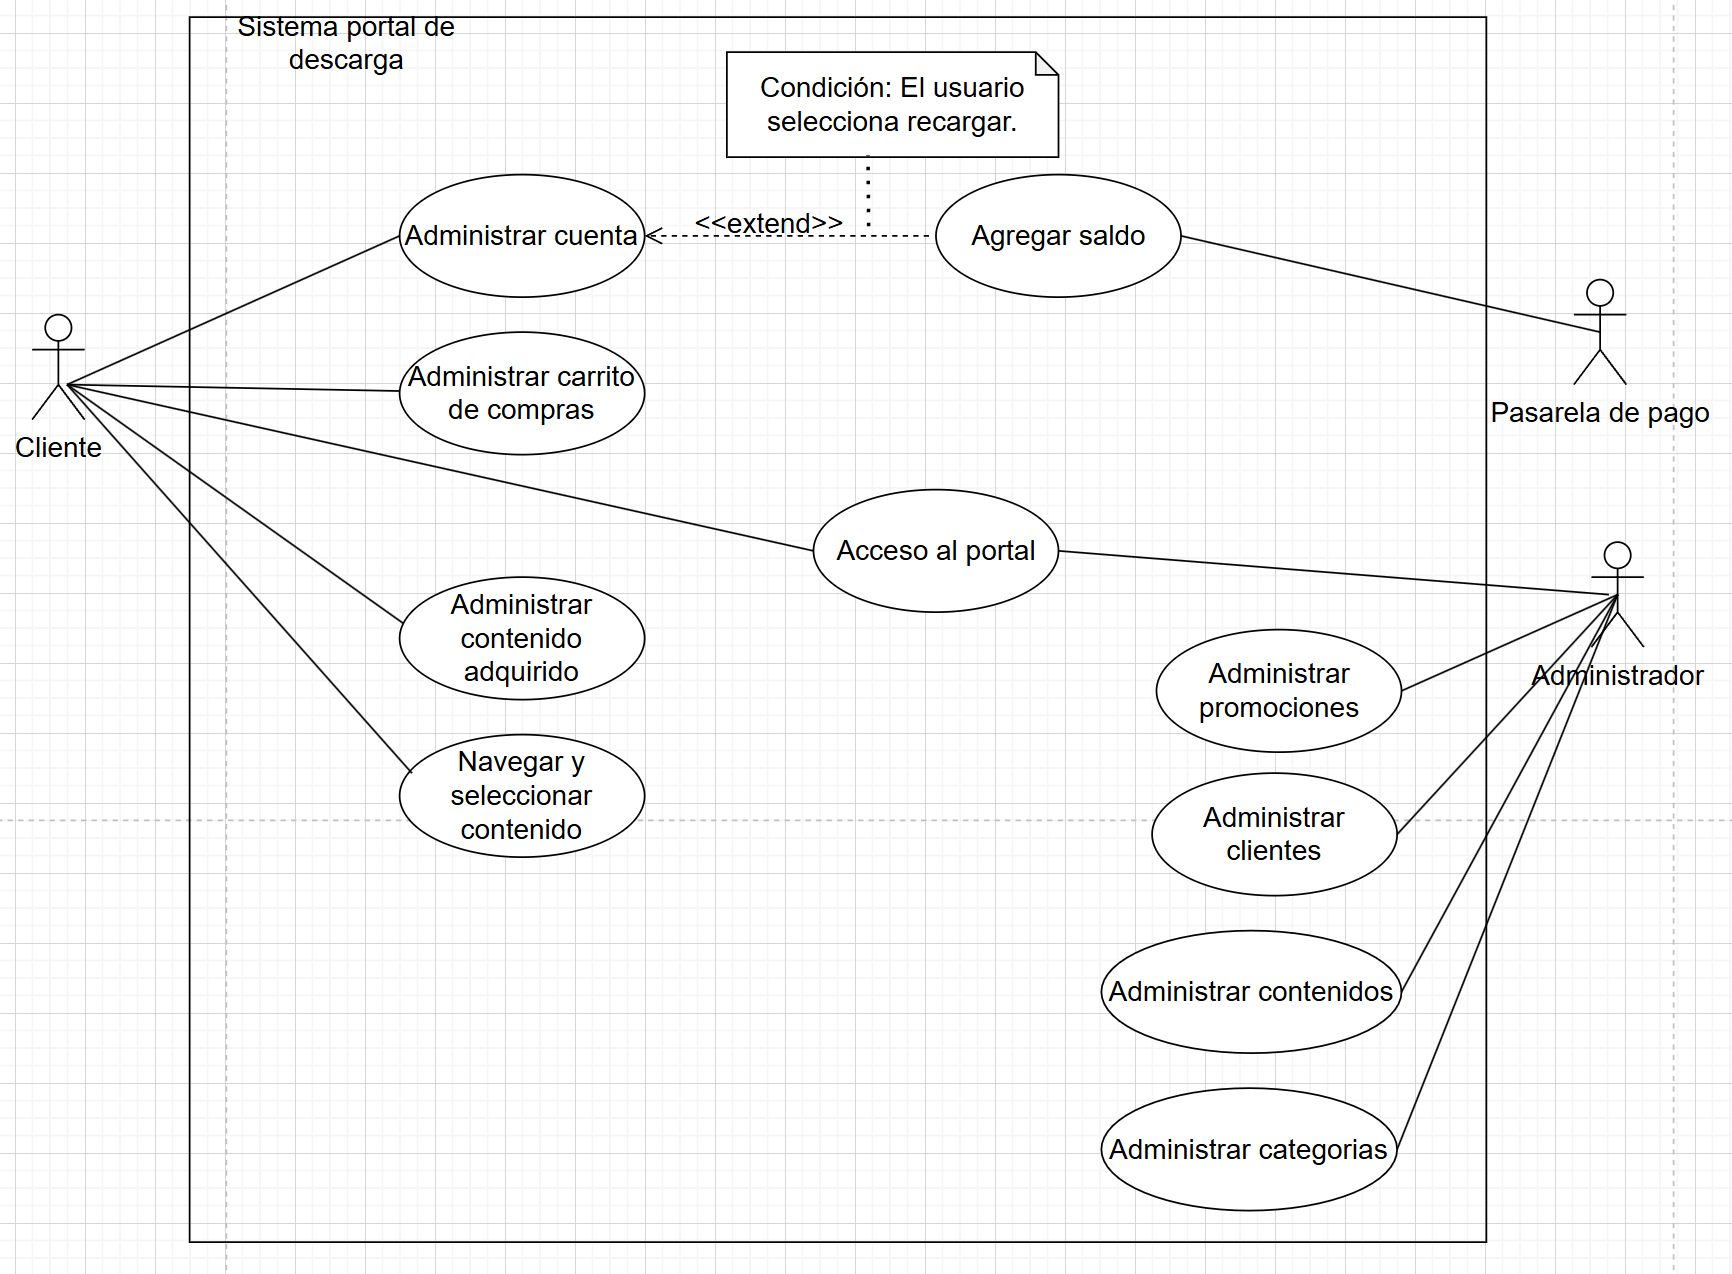 Sistema portal de
descarga
Condición: El usuario
selecciona recargar.
Administrar cuenta
<<extend>>
Agregar saldo
Administrar carrito
de compras
Pasarela de pago
Cliente
Acceso al portal
Administrar
contenido
adquirido
Administrador
Administrar
promociones
Navegar y
seleccionar
contenido
Administrar
clientes
Administrar contenidos
Administrar categorias